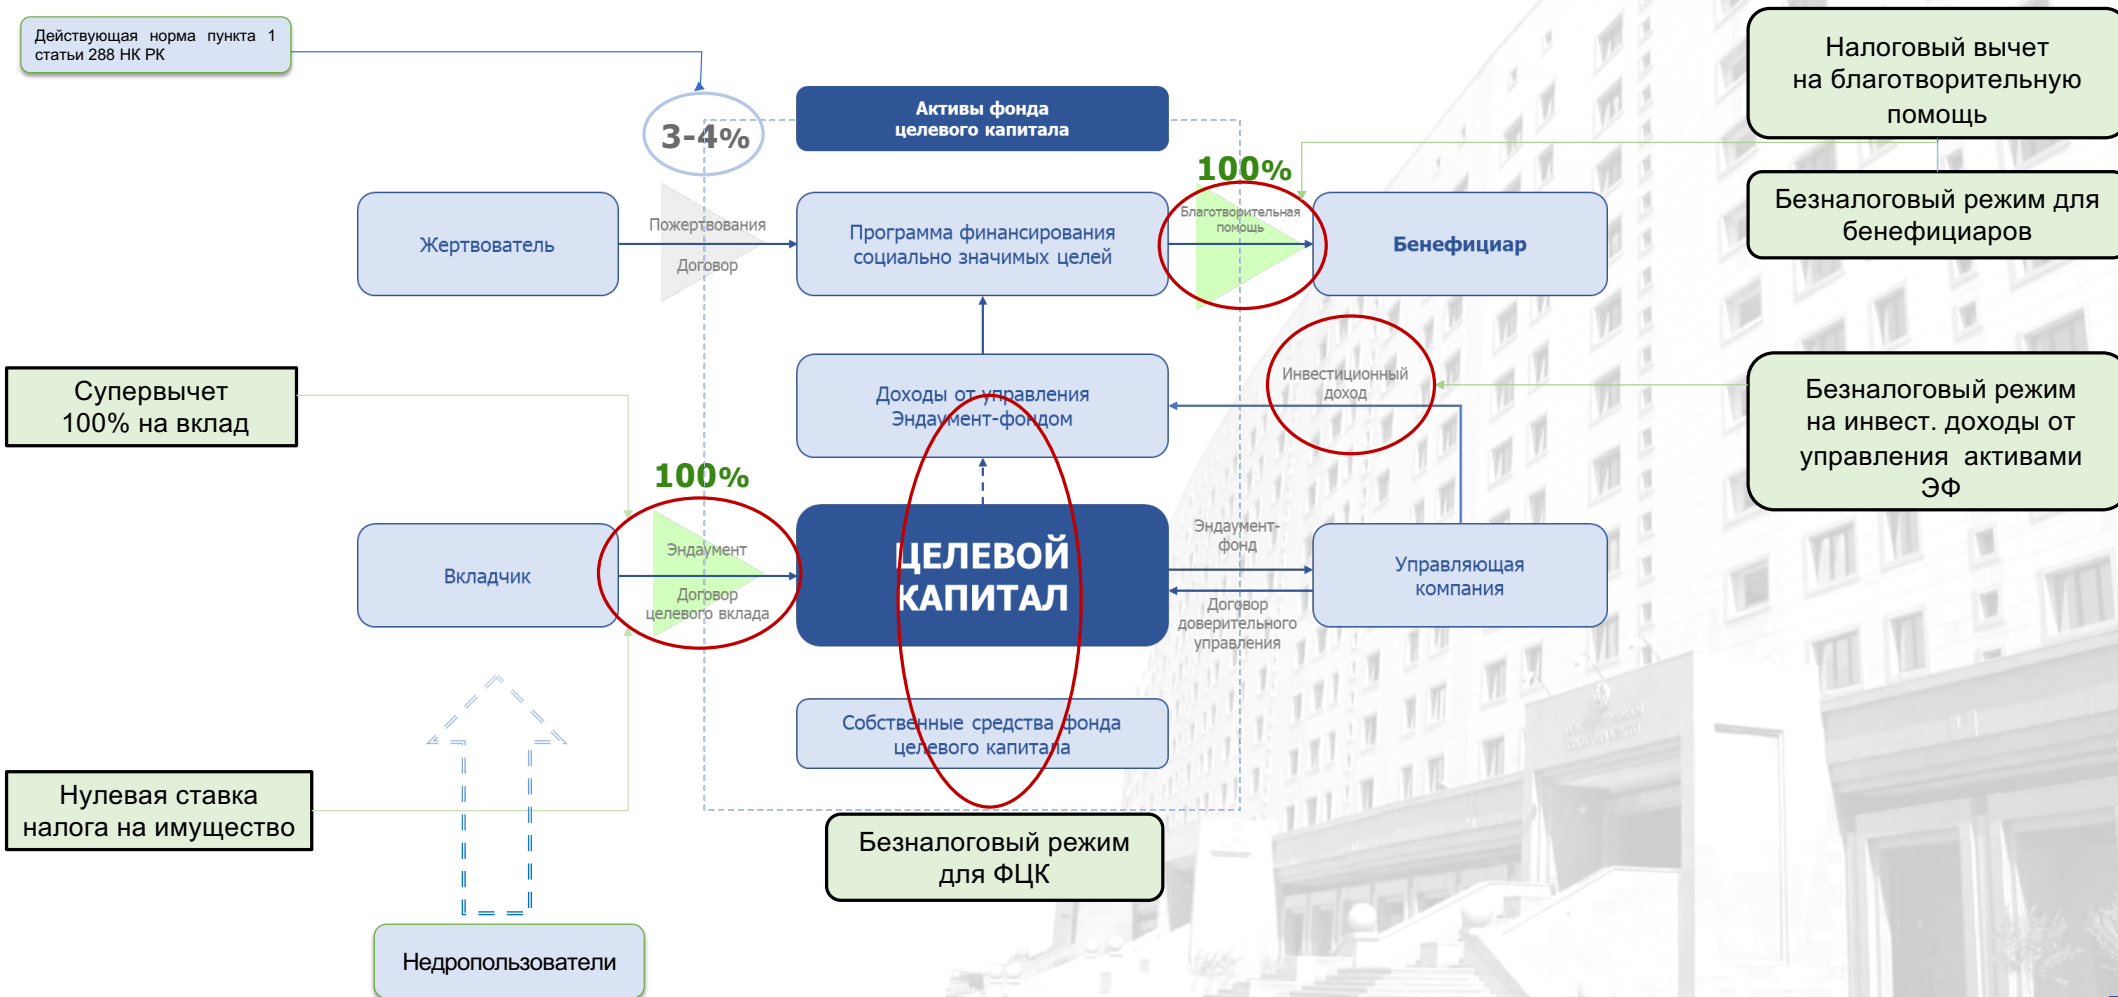 Действующая норма пункта 1
статьи 288 НК РК
3-4%
Активы фонда
целевого капитала
Налоговый вычет
на благотворительную
помощь
100%
Безналоговый режим для
бенефициаров
Жертвователь
Пожертвования
Договор
Программа финансирования
социально значимых целей
Благотворительная
помощь
Бенефициар
Супервычет
100% на вклад
Доходы от управления
Эндаумент-фондом
Инвестиционный
доход
Безналоговый режим
на инвест. доходы от
управления активами
ЭФ
100%
Вкладчик
Эндаумент
Договор
целевого вклада
ЦЕЛЕВОЙ
КАПИТАЛ
Эндаумент-
фонд
Договор
доверительного
управления
Управляющая
компания
Собственные средства фонда
целевого капитала
Нулевая ставка
налога на имущество
Безналоговый режим
для ФЦК
Недропользователи